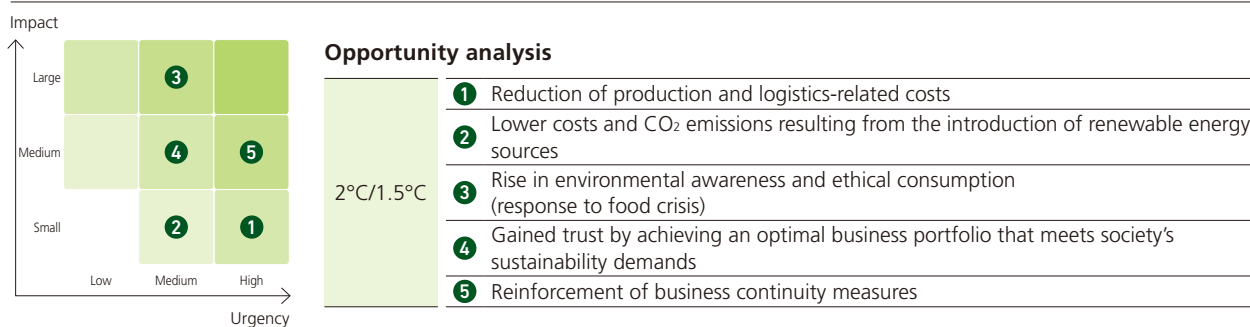 Impact
Large
3
Medium
4
5
Small
2
1
Low
Medium
High
Urgency
Opportunity analysis
2°C/1.5°C
1 Reduction of production and logistics-related costs
2 Lower costs and CO₂ emissions resulting from the introduction of renewable energy
sources
3 Rise in environmental awareness and ethical consumption
(response to food crisis)
4 Gained trust by achieving an optimal business portfolio that meets society’s
sustainability demands
5 Reinforcement of business continuity measures